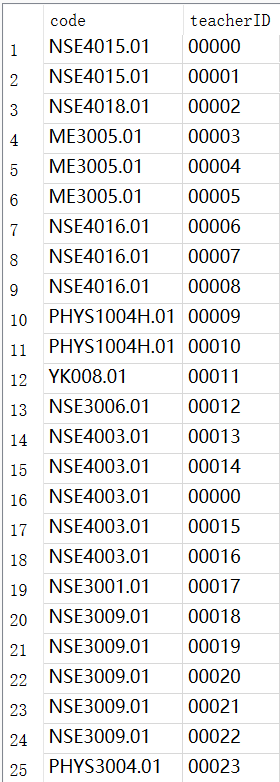 code teacherID
1 NSE4015.01 00000
2 NSE4015.01 00001
3 NSE4018.01 00002
4 ME3005.01 00003
5 ME3005.01 00004
6 ME3005.01 00005
7 NSE4016.01 00006
8 NSE4016.01 00007
9 NSE4016.01 00008
10 PHYS1004H.01 00009
11 PHYS1004H.01 00010
12 YK008.01 00011
13 NSE3006.01 00012
14 NSE4003.01 00013
15 NSE4003.01 00014
16 NSE4003.01 00000
17 NSE4003.01 00015
18 NSE4003.01 00016
19 NSE3001.01 00017
20 NSE3009.01 00018
21 NSE3009.01 00019
22 NSE3009.01 00020
23 NSE3009.01 00021
24 NSE3009.01 00022
25 PHYS3004.01 00023